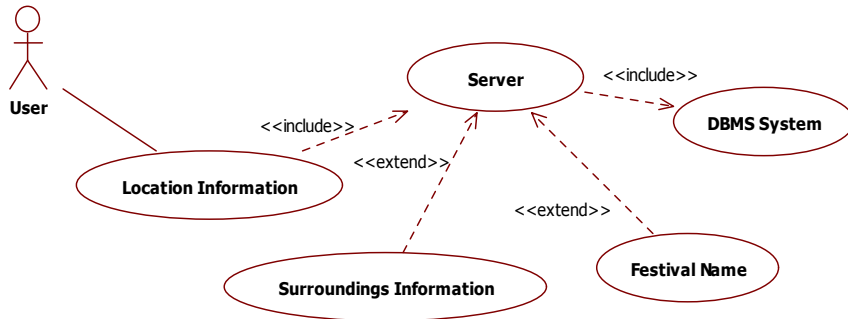 Server
<<include>>
User
DBMS System
<<include>>
<<extend>>
Location Information
<<extend>>
Festival Name
Surroundings Information